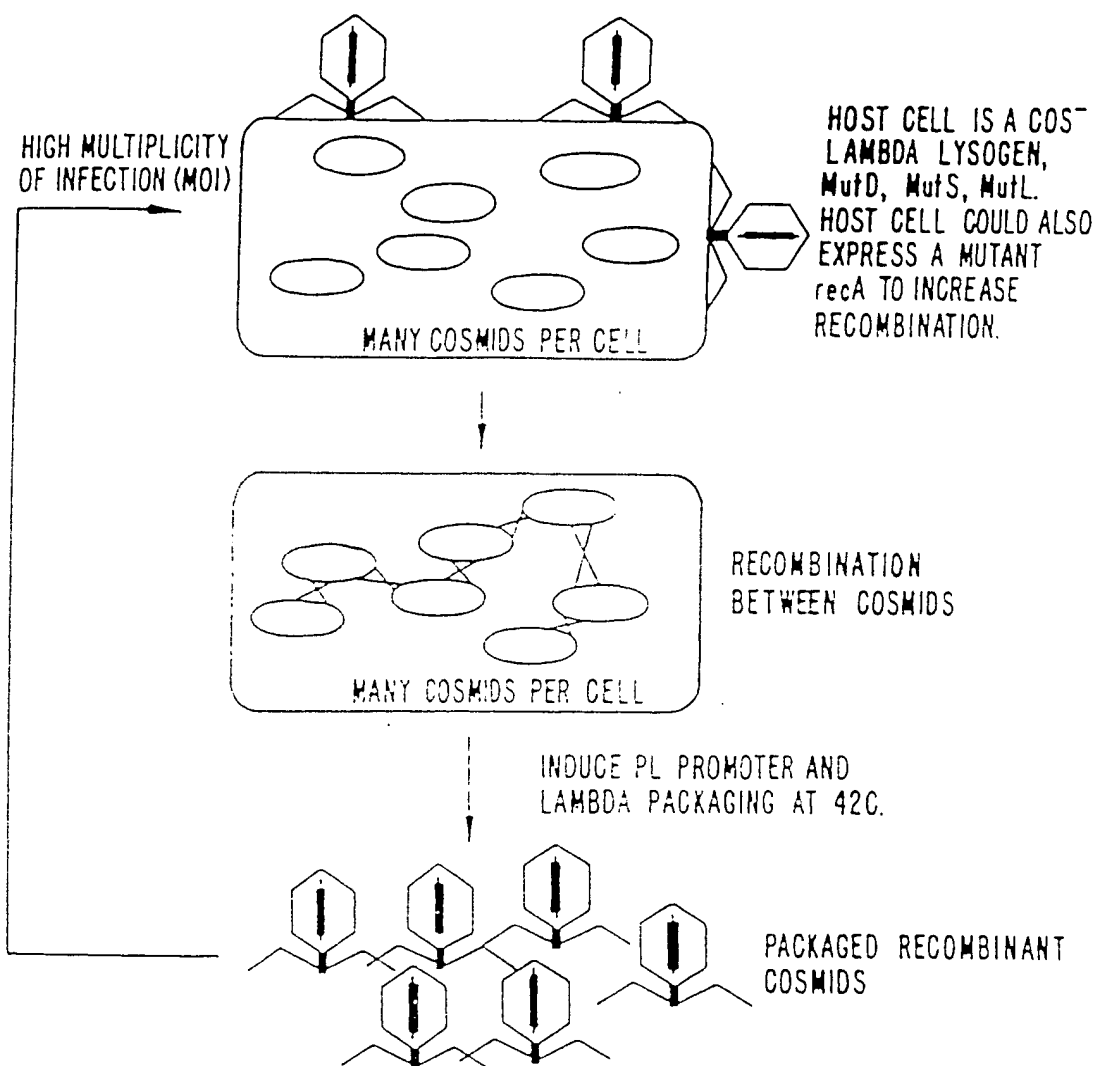 HIGH MULTIPLICITY
OF INFECTION (MOI)
HOST CELL IS A COS⁻
LAMBDA LYSOGEN,
MutD, MutS, MutL.
HOST CELL COULD ALSO
EXPRESS A MUTANT
recA TO INCREASE
RECOMBINATION.
MANY COSMIDS PER CELL
RECOMBINATION
BETWEEN COSMIDS
MANY COSMIDS PER CELL
INDUCE PL PROMOTER AND
LAMBDA PACKAGING AT 42C.
PACKAGED RECOMBINANT
COSMIDS